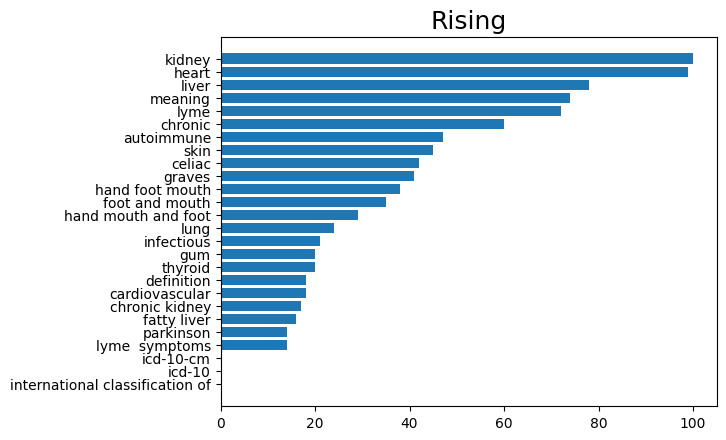 Rising
kidney
heart
liver
meaning
lyme
chronic
autoimmune
skin
celiac
graves
hand foot mouth
foot and mouth
hand mouth and foot
lung
infectious
gum
thyroid
definition
cardiovascular
chronic kidney
fatty liver
parkinson
lyme  symptoms
icd-10-cm
icd-10
international classification of
0 20 40 60 80 100